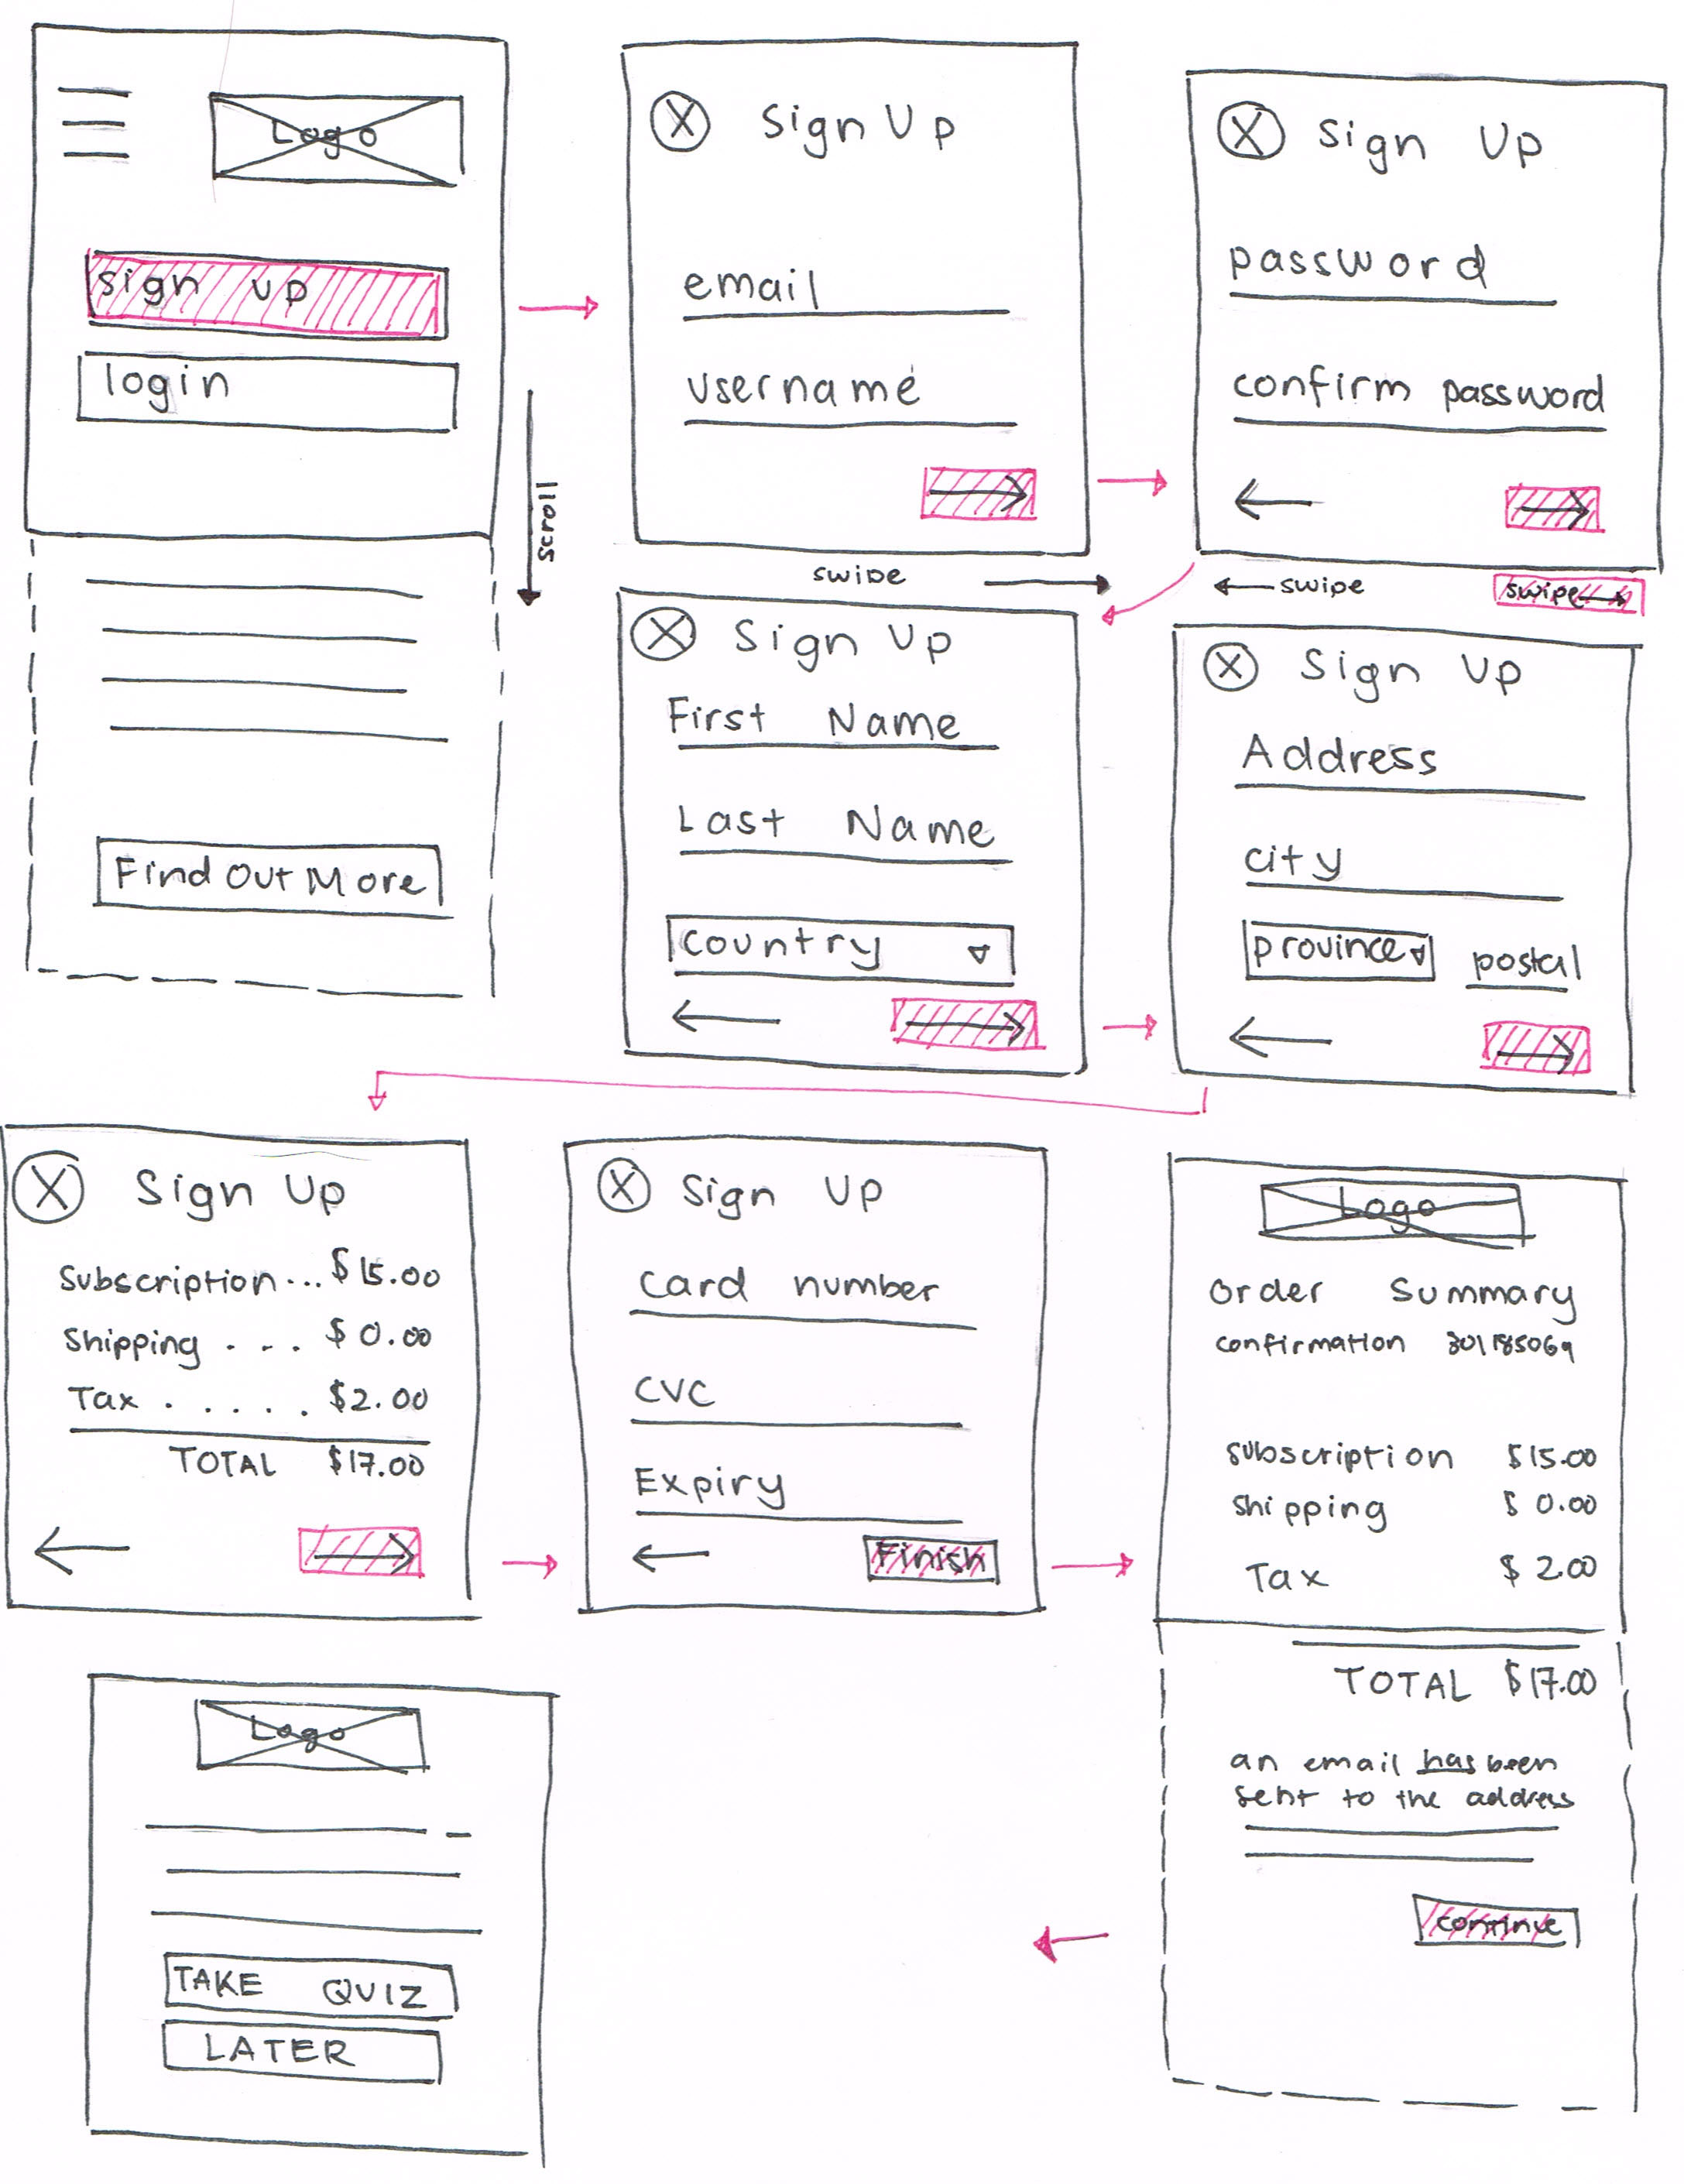 Logo
sign up
login
scroll
Find Out More
X Sign Up
email
username
swipe
X Sign Up
password
confirm password
swipe
swipe
X Sign Up
First Name
Last Name
country
X Sign Up
Address
city
province
postal
X Sign Up
Subscription ... $15.00
Shipping . . . $0.00
Tax . . . . . $2.00
TOTAL $17.00
X Sign Up
Card number
CVC
Expiry
Finish
Logo
Order Summary
confirmation
subscription $15.00
shipping $0.00
Tax $2.00
TOTAL $17.00
an email has been
sent to the address
continue
Logo
TAKE QUIZ
LATER